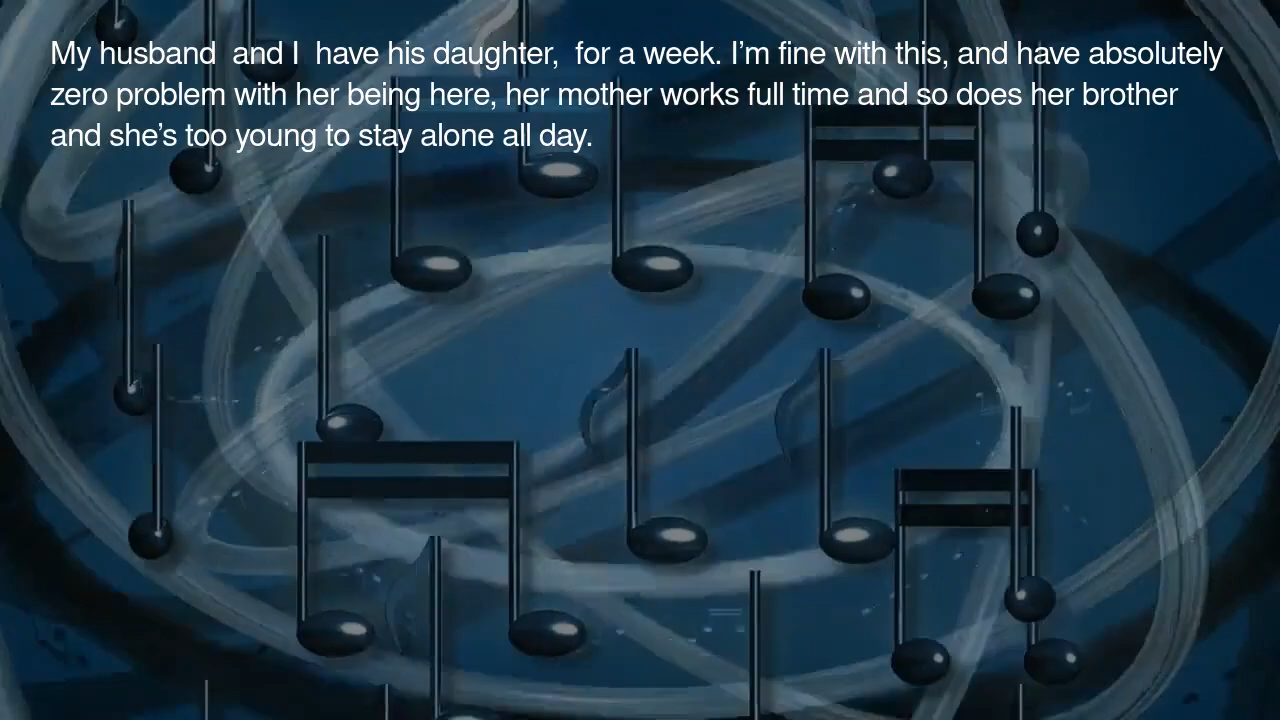 My husband  and I  have his daughter,  for a week. I’m fine with this, and have absolutely
zero problem with her being here, her mother works full time and so does her brother
and she’s too young to stay alone all day.